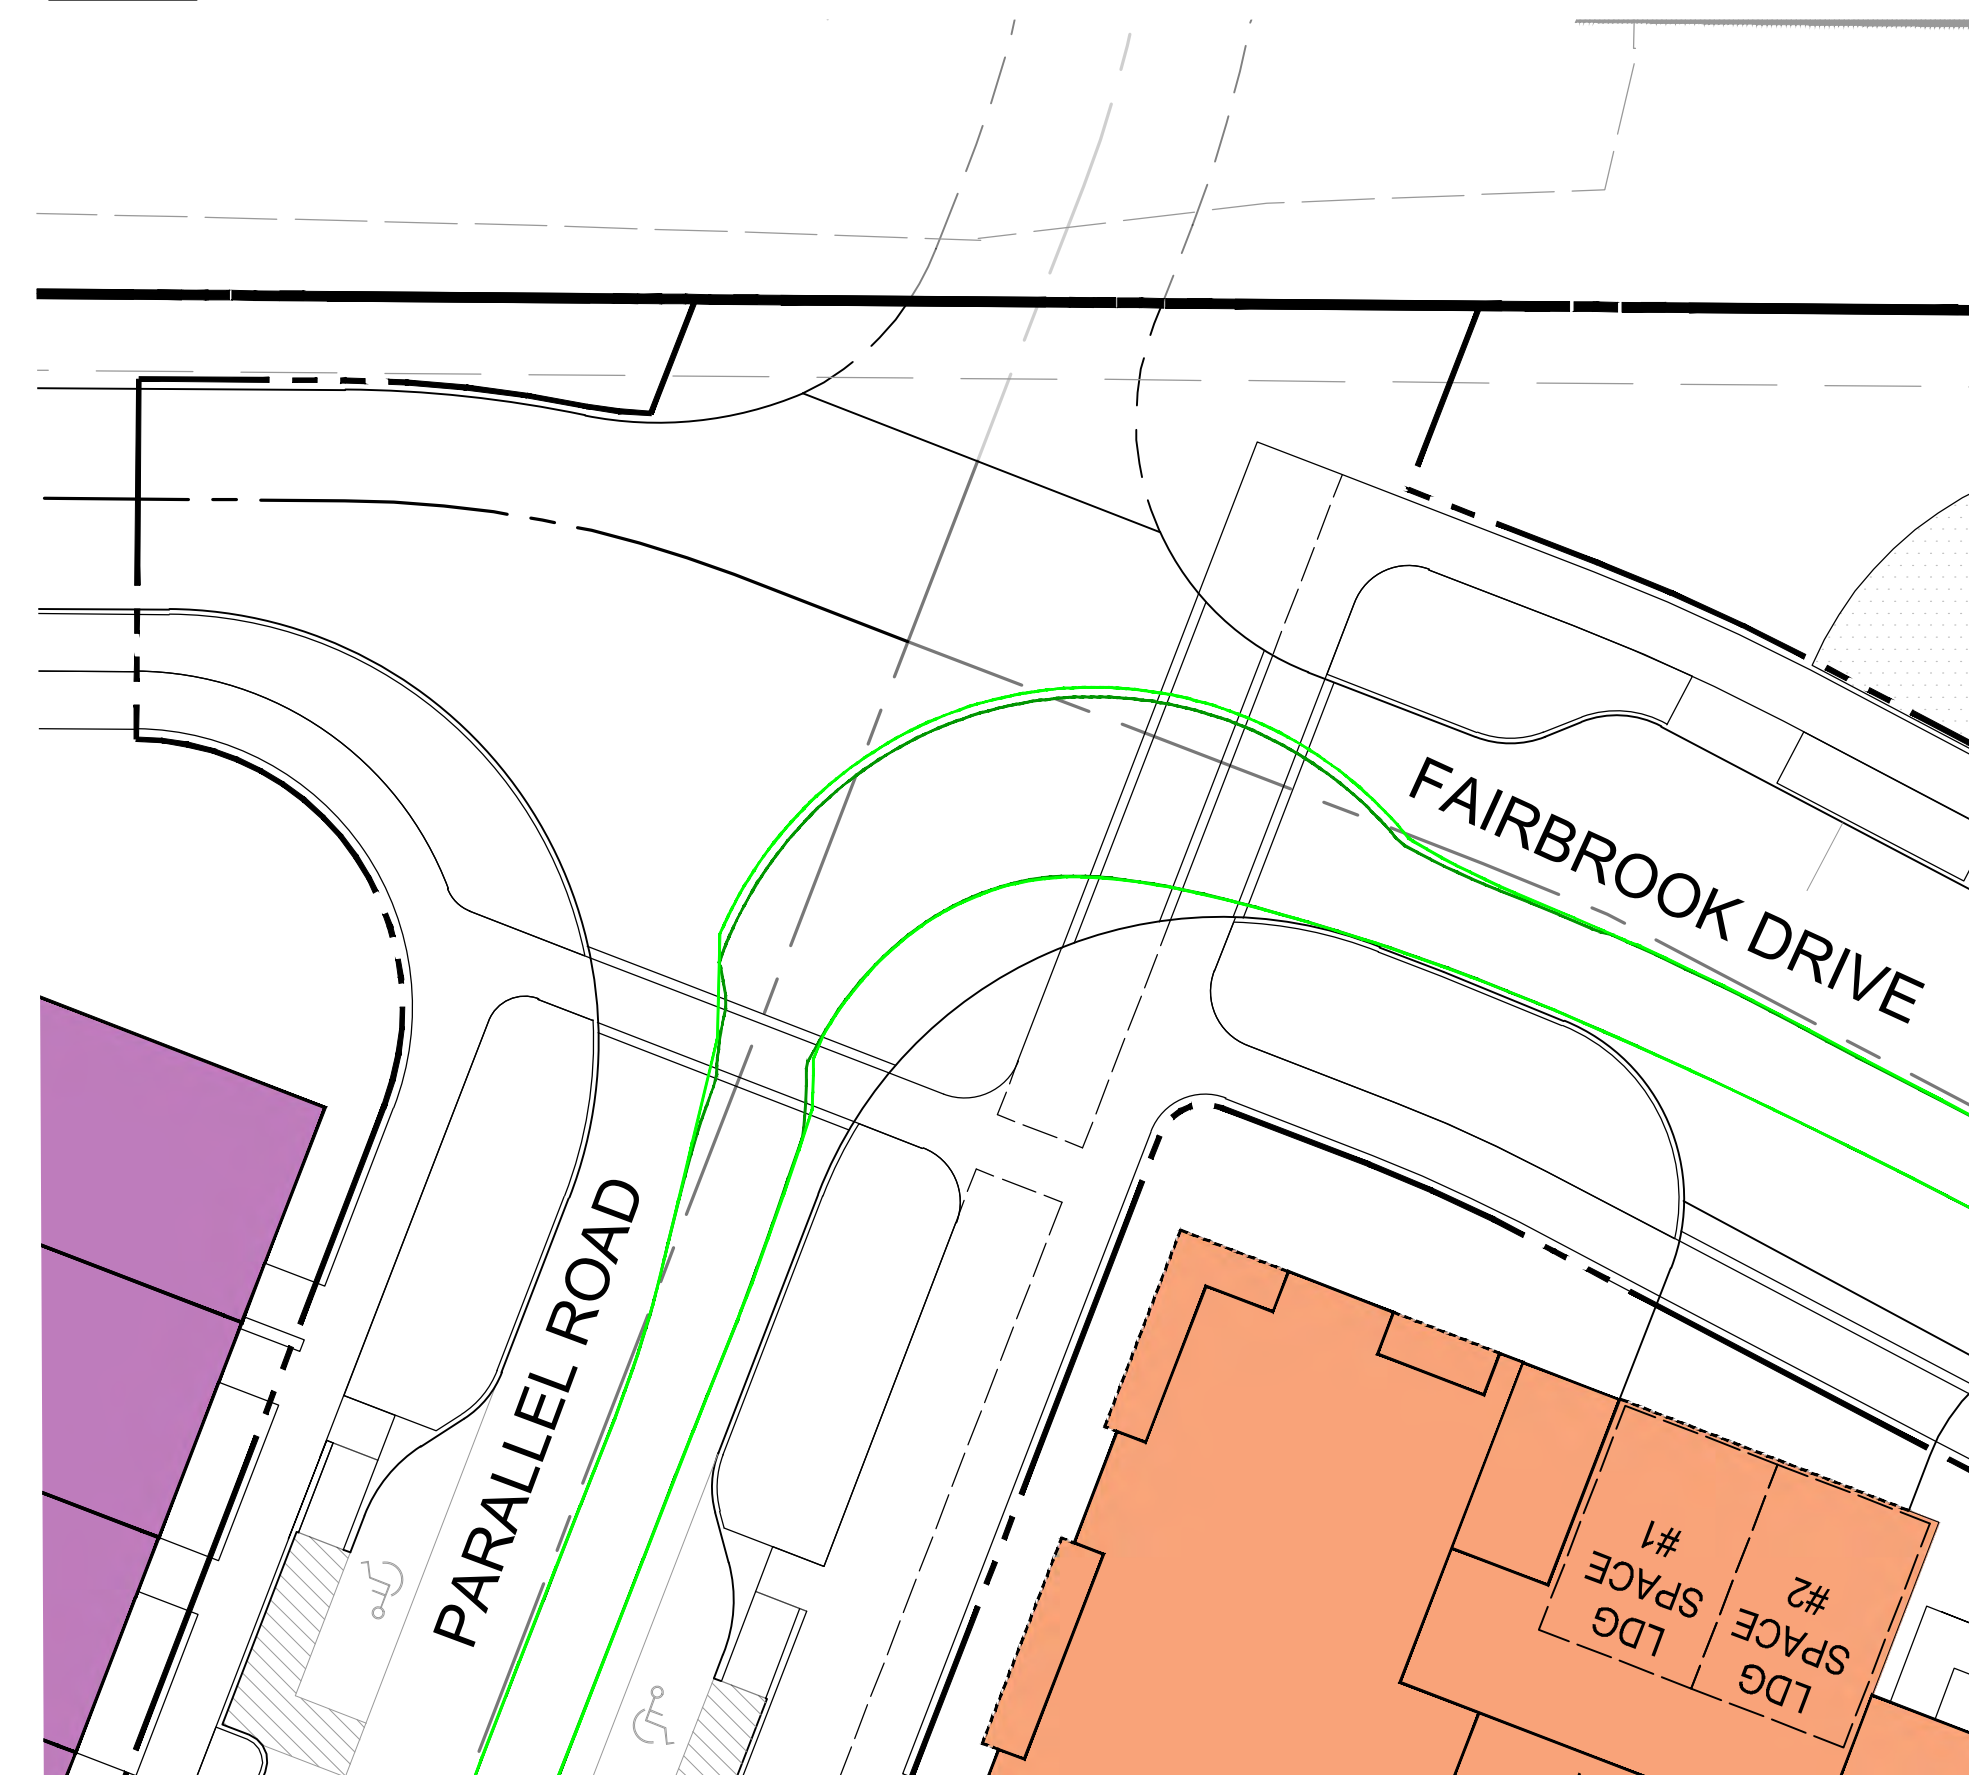 FAIRBROOK DRIVE
PARALLEL ROAD
LDG
SPACE
#1
LDG
SPACE
#2